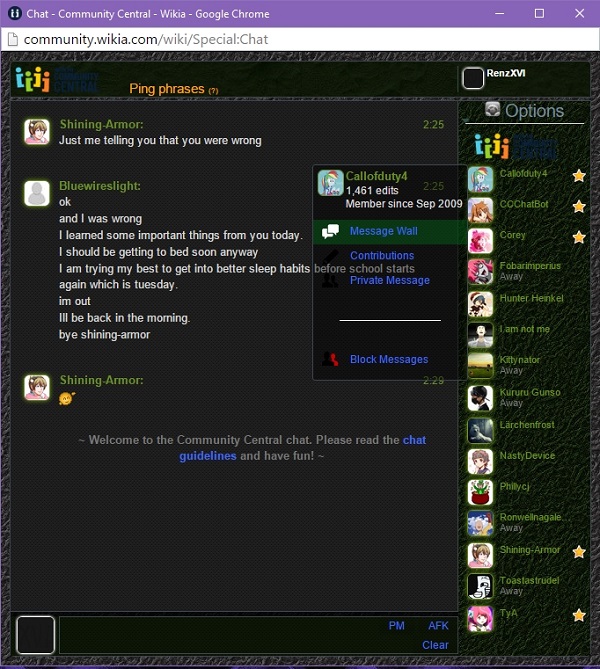 Chat - Community Central - Wikia - Google Chrome
community.wikia.com/wiki/Special:Chat
Ping phrases (?)
RenzXVI
Options
Shining-Armor:
2:25
Just me telling you that you were wrong
Bluewireslight:
2:25
ok
and I was wrong
I learned some important things from you today.
I should be getting to bed soon anyway
I am trying my best to get into better sleep habits before school starts
again which is tuesday.
im out
Ill be back in the morning.
bye shining-armor
Shining-Armor:
2:29
~ Welcome to the Community Central chat. Please read the chat
guidelines and have fun! ~
Callofduty4
1,461 edits
Member since Sep 2009
Message Wall
Contributions
Private Message
Block Messages
Callofduty4
COChatBot
Corey
Fobarimperius
Away
Hunter Heinkel
I am not me
Kittynator
Away
Kururu Gunso
Away
Lärchenfrost
NastyDevice
Phillycj
Ronweilnagale...
Away
Shining-Armor
Away
Toastastrudel
Away
TyA
PM
AFK
Clear